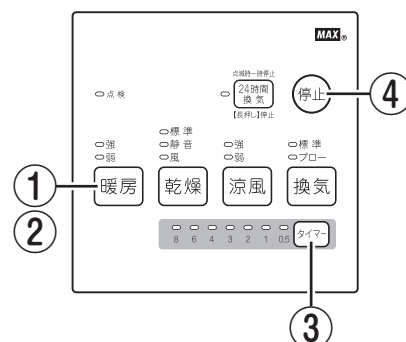 MAX®
点検
点滅時一時停止
24時間
換気
【長押し】停止
停止
④
強
弱
標準
静音
風
強
弱
標準
ブロー
①
②
暖房
乾燥
涼風
換気
8 6 4 3 2 1 0.5
タイマー
③